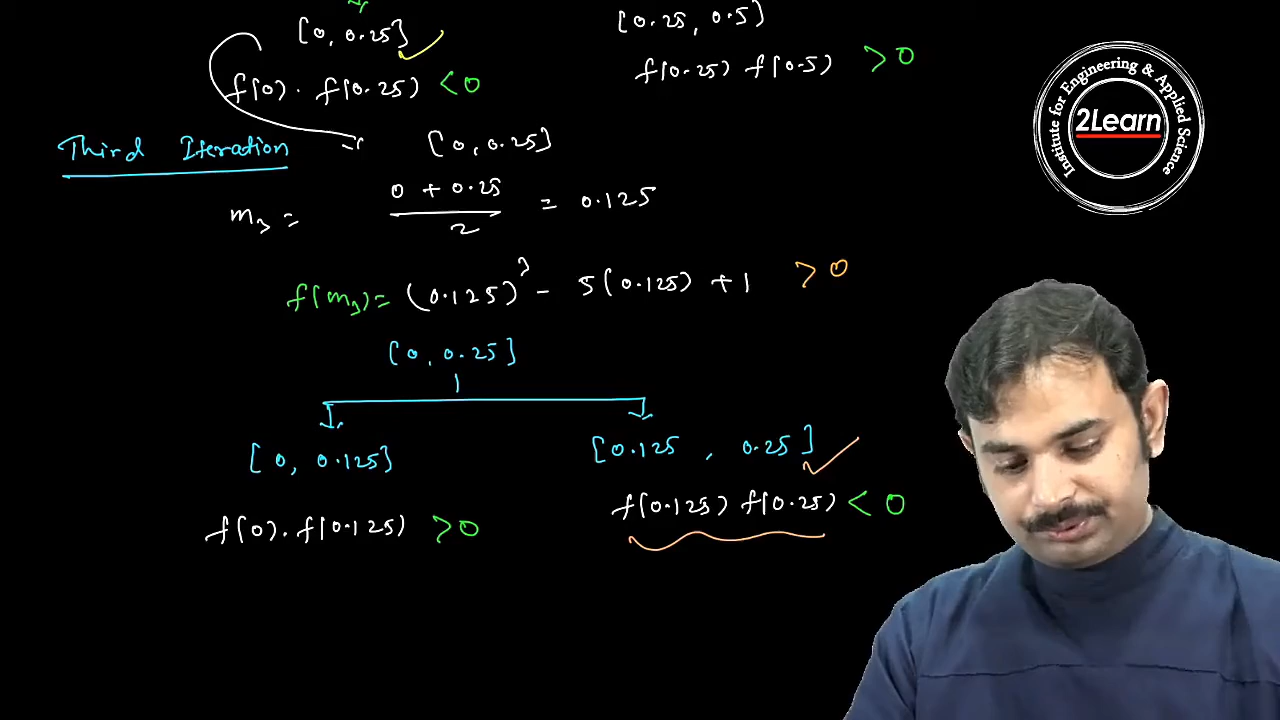 [0, 0.25] [0.25, 0.5]
f(0). f(0.25) < 0 f(0.25) f(0.5) > 0
Third Iteration [0, 0.25]
m₃ = (0 + 0.25)/2 = 0.125
f(m₃) = (0.125)³ - 5(0.125) + 1 > 0
[0, 0.25]
[0, 0.125] [0.125, 0.25]
f(0). f(0.125) > 0 f(0.125) f(0.25) < 0
Institute for Engineering & Applied Science
2Learn